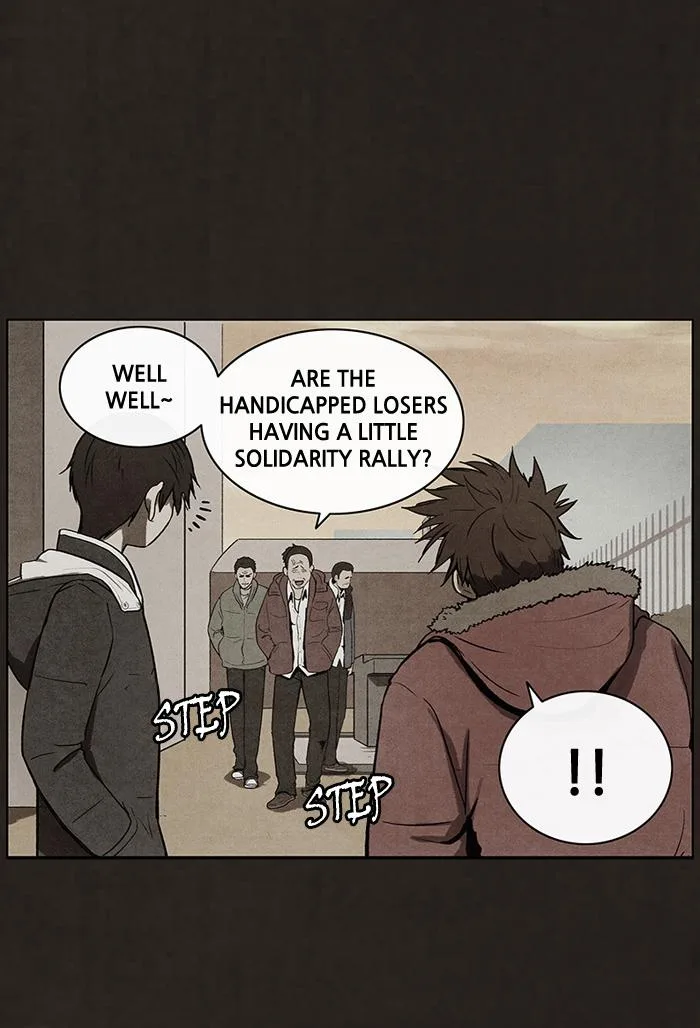 WELL
WELL~
ARE THE
HANDICAPPED LOSERS
HAVING A LITTLE
SOLIDARITY RALLY?
STEP
STEP
!!